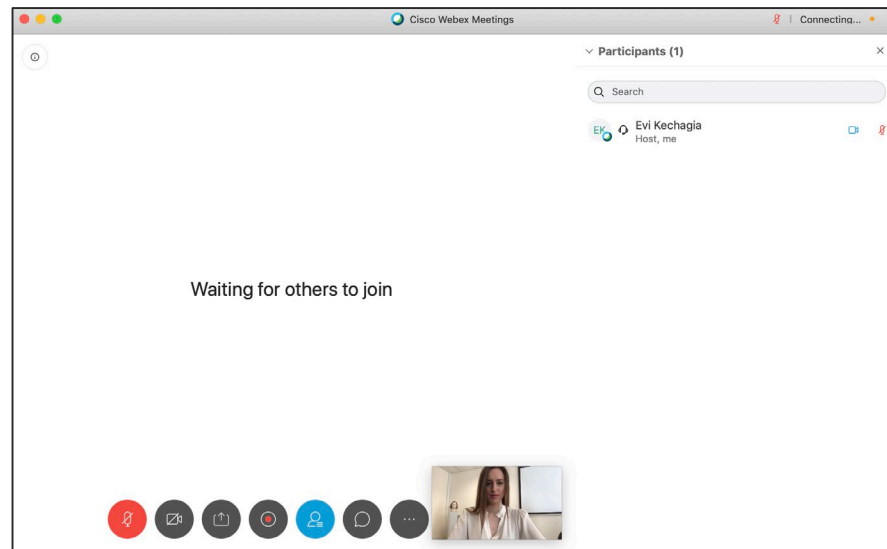 Cisco Webex Meetings
Connecting...
Participants (1)
Search
EK
Evi Kechagia
Host, me
Waiting for others to join